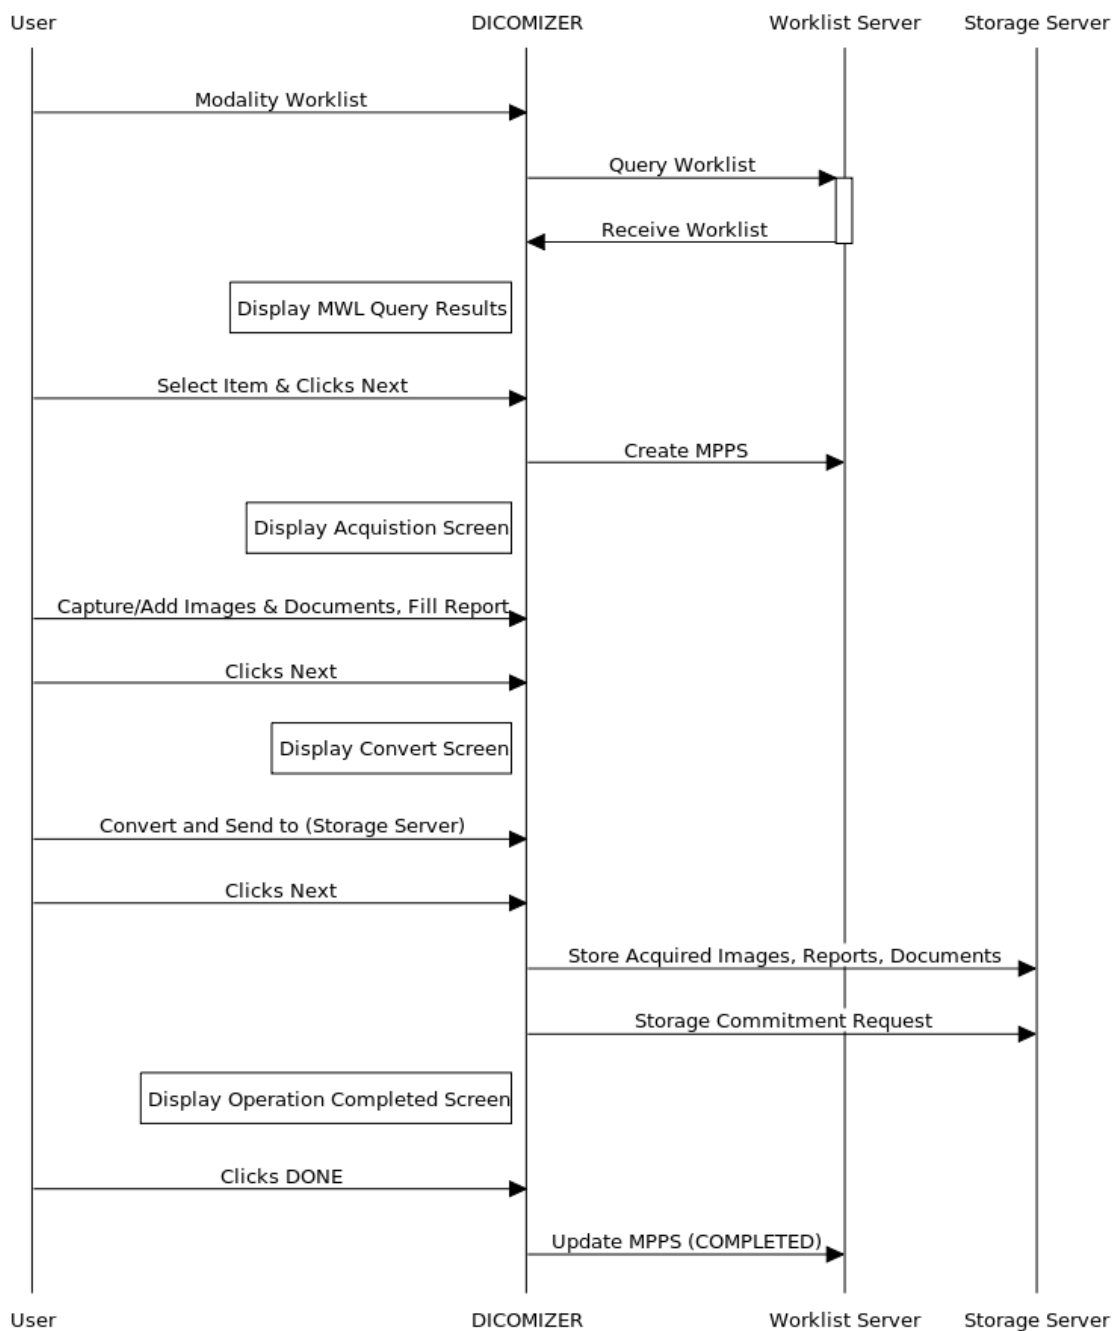 User
DICOMIZER
Worklist Server
Storage Server
Modality Worklist
Query Worklist
Receive Worklist
Display MWL Query Results
Select Item & Clicks Next
Create MPPS
Display Acquistion Screen
Capture/Add Images & Documents, Fill Report
Clicks Next
Display Convert Screen
Convert and Send to (Storage Server)
Clicks Next
Store Acquired Images, Reports, Documents
Storage Commitment Request
Display Operation Completed Screen
Clicks DONE
Update MPPS (COMPLETED)
User
DICOMIZER
Worklist Server
Storage Server